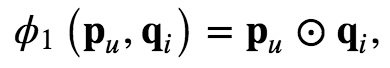 ϕ₁ (𝐩ᵤ, 𝐪ᵢ) = 𝐩ᵤ ⊙ 𝐪ᵢ,